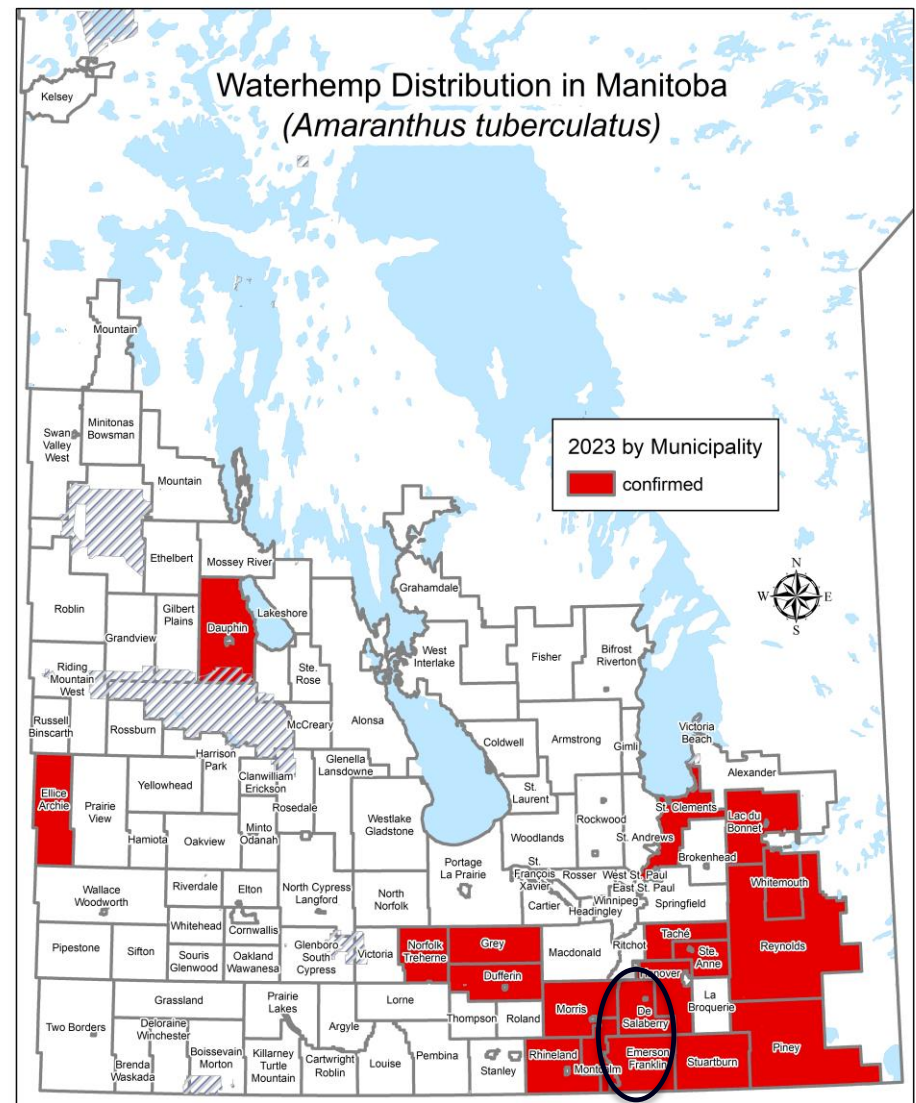 Waterhemp Distribution in Manitoba
(Amaranthus tuberculatus)
Kelsey
Mountain
2023 by Municipality
confirmed
Swan
Valley
West
Minitonas
Bowsman
Mountain
Ethelbert
Mossey River
N
W
E
S
Roblin
Grandview
Gilbert
Plains
Dauphin
Lakeshore
Grahamdale
West
Interlake
Fisher
Bifrost
Riverton
Riding
Mountain
West
Ste.
Rose
Russell
Binscarth
Rossburn
McCreary
Alonsa
Coldwell
Armstrong
Gimli
Victoria
Beach
Alexander
Ellice
Archie
Prairie
View
Yellowhead
Harrison
Park
Clanwilliam
Erickson
Glenella
Lansdowne
Rosedale
St.
Laurent
Rockwood
St. Clements
Lac du
Bonnet
Hamiota
Oakview
Minto
Odanah
Westlake
Gladstone
Woodlands
St. Andrews
Brokenhead
Whitemouth
Wallace
Woodworth
Riverdale
Elton
North Cypress
Langford
North
Norfolk
Portage
La Prairie
St.
François
Xavier
Rosser
West St. Paul
East St. Paul
Cartier
Headingley
Winnipeg
Springfield
Whitehead
Cornwallis
Pipestone
Sifton
Souris
Glenwood
Oakland
Wawanesa
Glenboro
South
Cypress
Victoria
Norfolk
Treherne
Grey
Macdonald
Ritchot
Taché
Ste.
Anne
Reynolds
Dufferin
Hanover
La
Broquerie
Two Borders
Grassland
Prairie
Lakes
Lorne
Thompson
Roland
Morris
De
Salaberry
Deloraine
Winchester
Argyle
Brenda
Waskada
Boissevain
Morton
Killarney
Turtle
Mountain
Cartwright
Roblin
Louise
Pembina
Stanley
Rhineland
Montcalm
Emerson
Franklin
Stuartburn
Piney